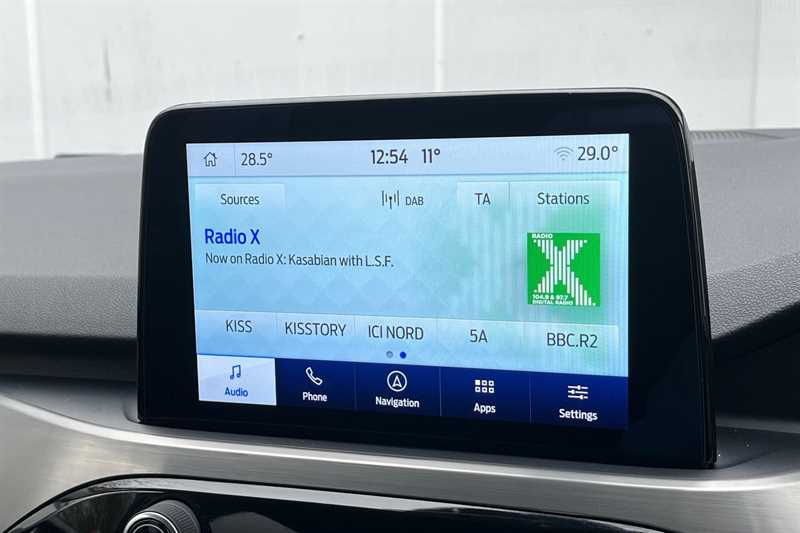 28.5° 12:54 11° 29.0°
Sources DAB TA Stations
Radio X
Now on Radio X: Kasabian with L.S.F.
RADIO
X
104.9 & 97.7
DIGITAL RADIO
KISS KISSTORY ICI NORD 5A BBC.R2
Audio Phone Navigation Apps Settings